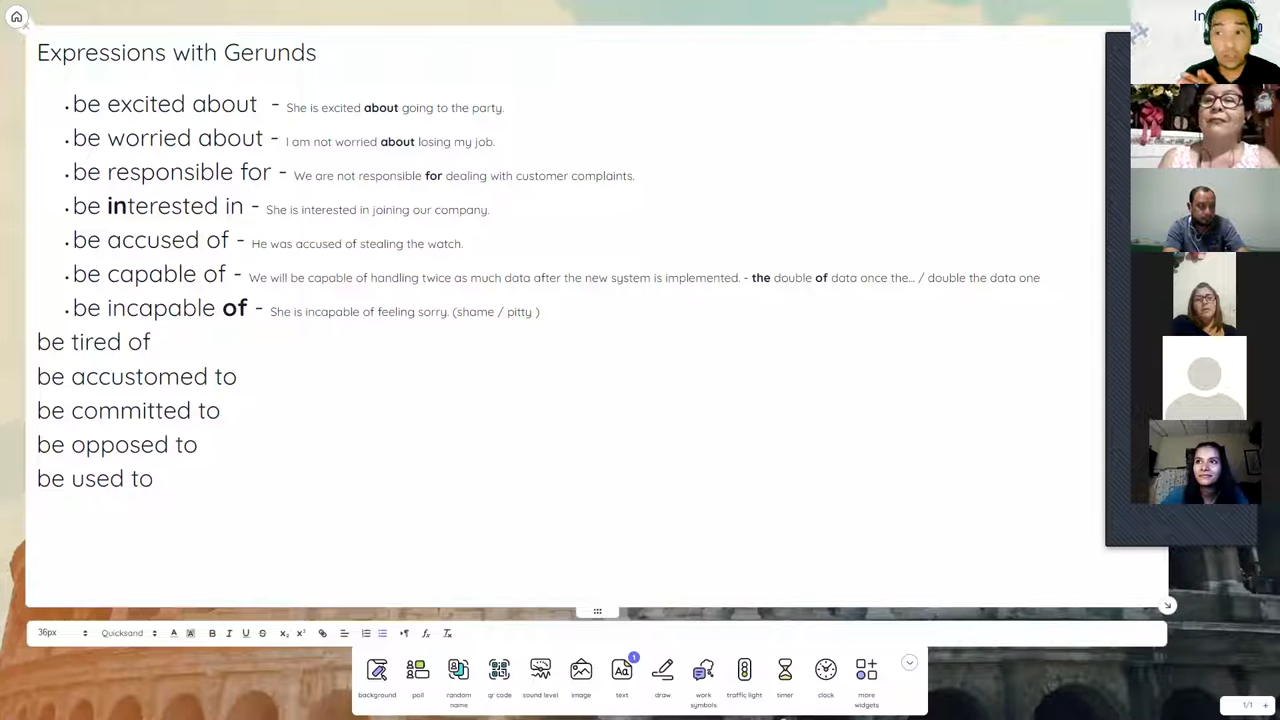 Expressions with Gerunds
In
be excited about - She is excited about going to the party.
be worried about - I am not worried about losing my job.
be responsible for - We are not responsible for dealing with customer complaints.
be interested in - She is interested in joining our company.
be accused of - He was accused of stealing the watch.
be capable of - We will be capable of handling twice as much data after the new system is implemented. - the double of data once the... / double the data one
be incapable of - She is incapable of feeling sorry. (shame / pitty )
be tired of
be accustomed to
be committed to
be opposed to
be used to
36px Quicksand
background poll random name qr code sound level image text 1 draw work symbols traffic light timer clock more widgets
1/1 +